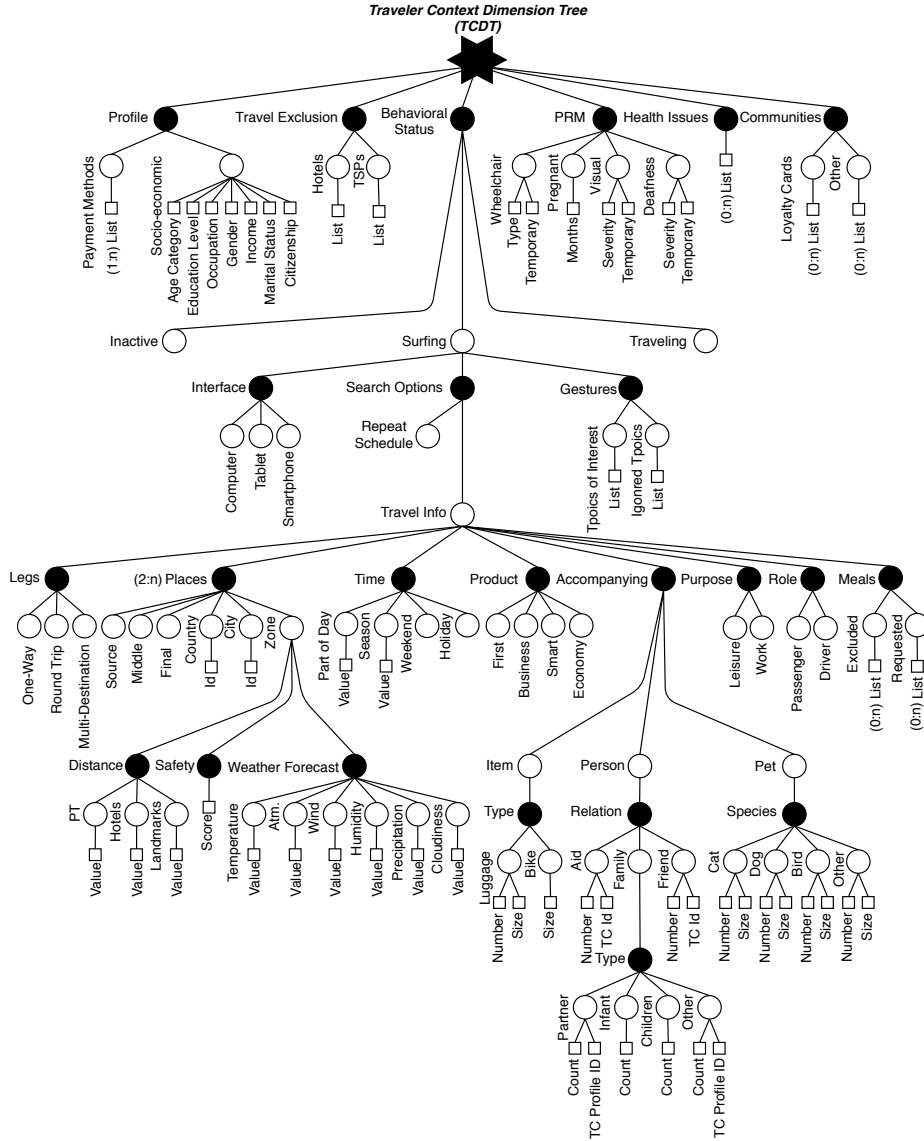 Traveler Context Dimension Tree
(TCDT)
Profile
Travel Exclusion
Behavioral
Status
PRM
Health Issues
Communities
Payment Methods
(1:n) List
Socio-economic
Age Category
Education Level
Occupation
Gender
Income
Marital Status
Citizenship
Hotels
List
TSPs
List
Wheelchair
Type
Temporary
Pregnant
Months
Visual
Severity
Temporary
Deafness
Severity
Temporary
(0:n) List
Loyalty Cards
(0:n) List
Other
(0:n) List
Inactive
Surfing
Traveling
Interface
Search Options
Gestures
Computer
Tablet
Smartphone
Repeat
Schedule
Tpoics of Interest
List
Igonred Tpoics
List
Travel Info
Legs
(2:n) Places
Time
Product
Accompanying
Purpose
Role
Meals
One-Way
Round Trip
Multi-Destination
Source
Middle
Final
Country
Id
City
Id
Zone
Part of Day
Value
Season
Value
Weekend
Holiday
First
Business
Smart
Economy
Leisure
Work
Passenger
Driver
Excluded
(0:n) List
Requested
(0:n) List
Distance
Safety
Weather Forecast
Item
Person
Pet
PT
Value
Hotels
Value
Landmarks
Value
Score
Temperature
Value
Atm.
Value
Wind
Value
Humidity
Value
Precipitation
Value
Cloudiness
Value
Type
Relation
Species
Luggage
Number
Size
Bike
Size
Aid
Number
TC Id
Family
Friend
Number
TC Id
Cat
Number
Size
Dog
Number
Size
Bird
Number
Size
Other
Number
Size
Type
Partner
Count
TC Profile ID
Infant
Count
Children
Count
Other
Count
TC Profile ID